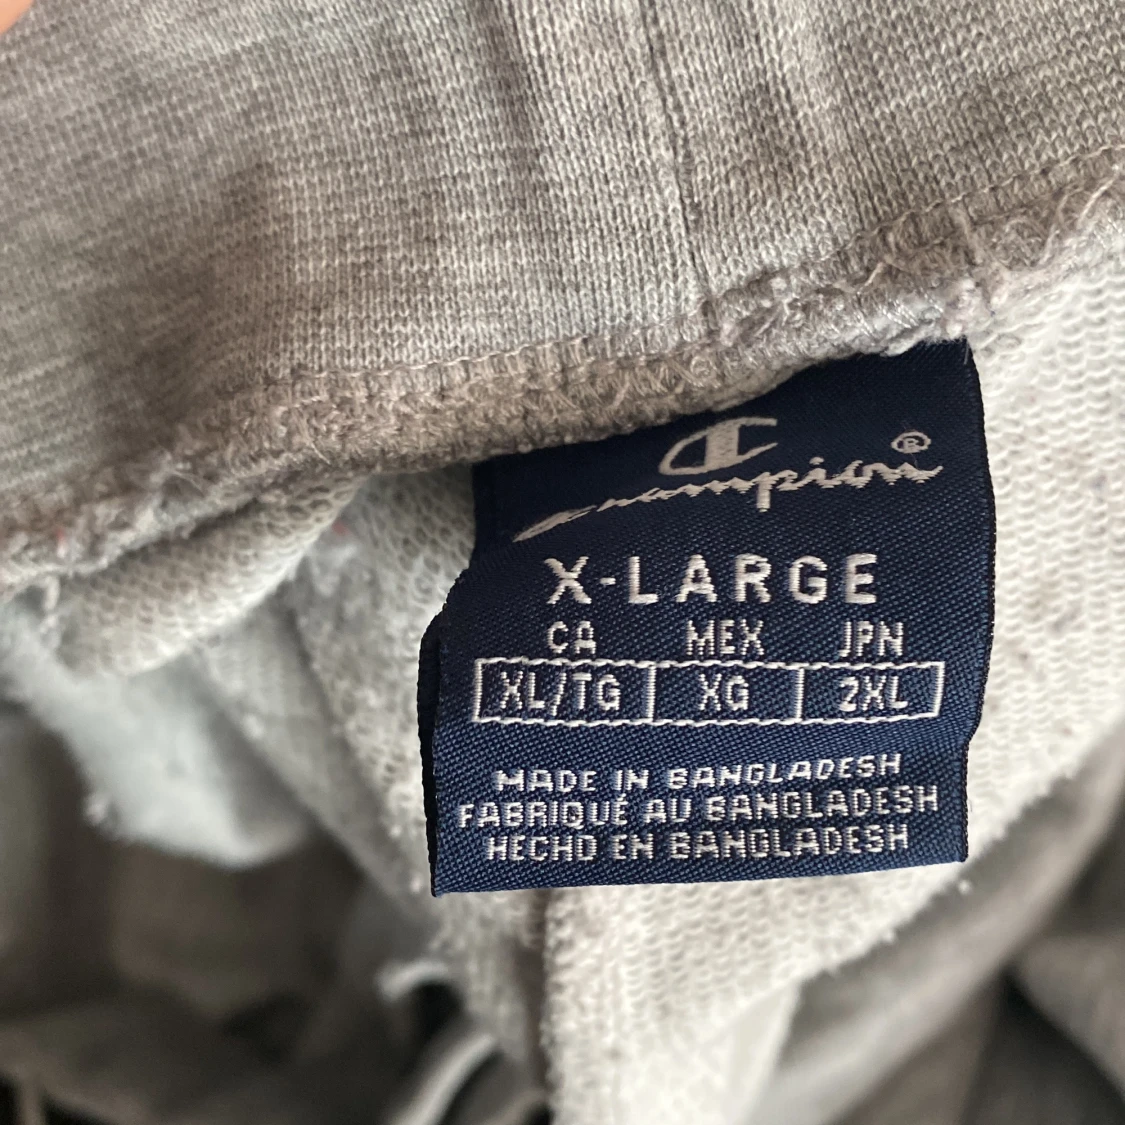 Champion®
X-LARGE
CA MEX JPN
XL/TG XG 2XL
MADE IN BANGLADESH
FABRIQUÉ AU BANGLADESH
HECHO EN BANGLADESH